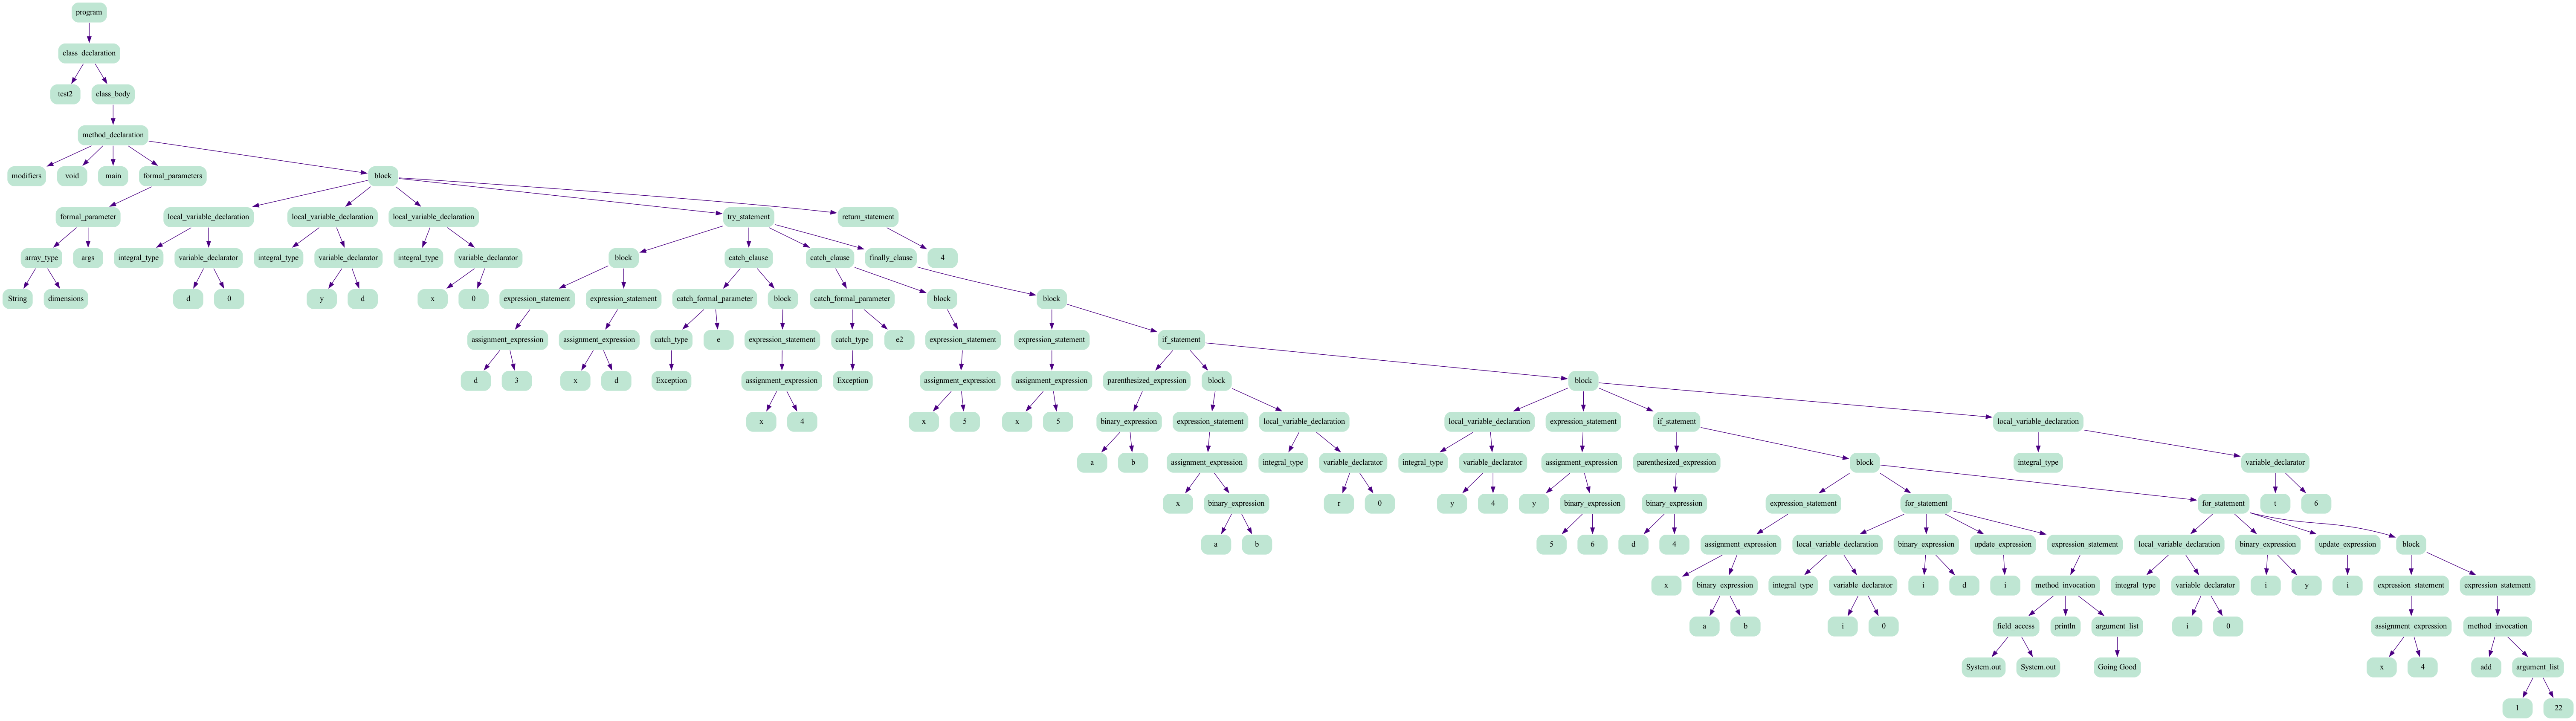 program
class_declaration
test2 class_body
method_declaration
modifiers void main formal_parameters block
formal_parameter local_variable_declaration local_variable_declaration local_variable_declaration try_statement return_statement
array_type args integral_type variable_declarator integral_type variable_declarator integral_type variable_declarator block catch_clause catch_clause finally_clause 4
String dimensions d 0 y d x 0 expression_statement expression_statement catch_formal_parameter block catch_formal_parameter block block
assignment_expression assignment_expression catch_type e expression_statement catch_type e2 expression_statement expression_statement if_statement
d 3 x d Exception assignment_expression Exception assignment_expression assignment_expression parenthesized_expression block block
x 4 x 5 x 5 binary_expression expression_statement local_variable_declaration local_variable_declaration expression_statement if_statement local_variable_declaration
a b assignment_expression integral_type variable_declarator integral_type variable_declarator assignment_expression parenthesized_expression block integral_type variable_declarator
x binary_expression r 0 y 4 y binary_expression binary_expression expression_statement for_statement for_statement t 6
a b 5 6 d 4 assignment_expression local_variable_declaration binary_expression update_expression expression_statement local_variable_declaration binary_expression update_expression block
x binary_expression integral_type variable_declarator i d i method_invocation integral_type variable_declarator i y i expression_statement expression_statement
a b i 0 field_access println argument_list i 0 assignment_expression method_invocation
System.out System.out Going Good x 4 add argument_list
1 22